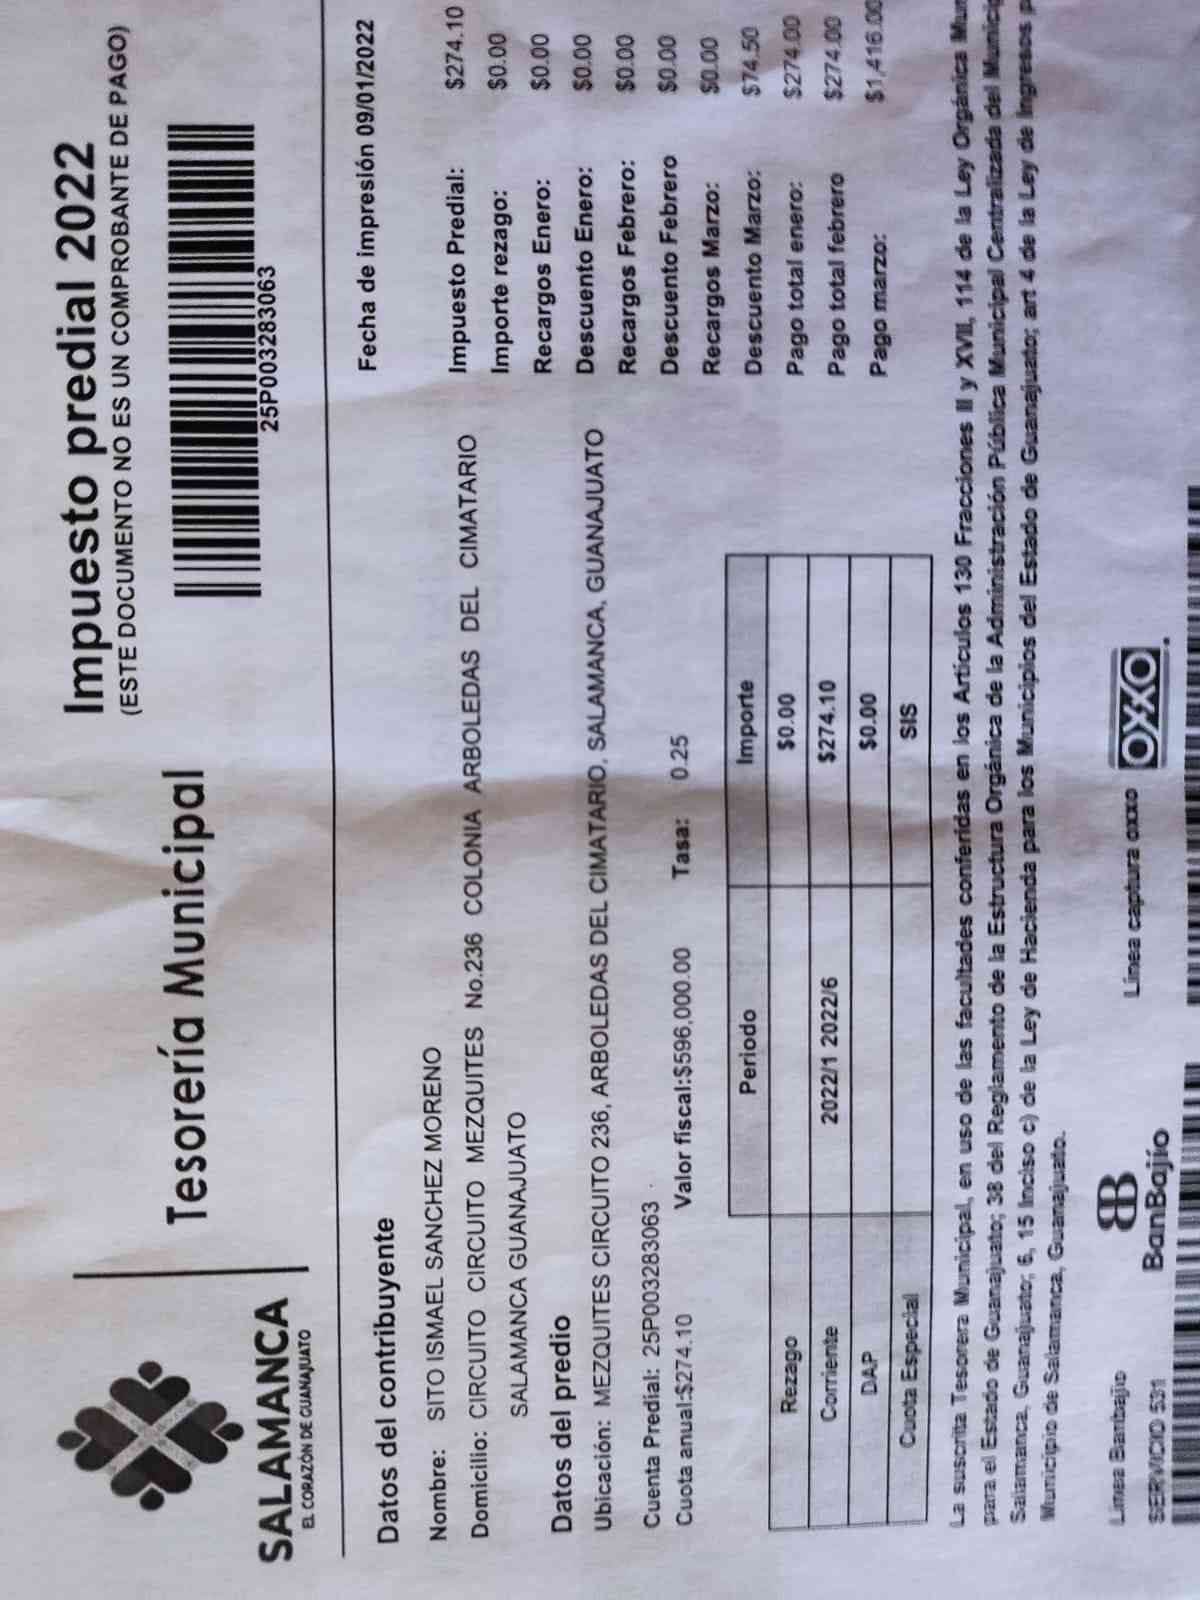 SALAMANCA
EL CORAZÓN DE GUANAJUATO
Tesorería Municipal
Impuesto predial 2022
(ESTE DOCUMENTO NO ES UN COMPROBANTE DE PAGO)
25P003283063
Fecha de impresión 09/01/2022
Datos del contribuyente
Nombre: SITO ISMAEL SANCHEZ MORENO
Domicilio: CIRCUITO CIRCUITO MEZQUITES No.236 COLONIA ARBOLEDAS DEL CIMATARIO
SALAMANCA GUANAJUATO
Datos del predio
Ubicación: MEZQUITES CIRCUITO 236, ARBOLEDAS DEL CIMATARIO, SALAMANCA, GUANAJUATO
Cuenta Predial: 25P003283063
Cuota anual:$274.10 Valor fiscal:$596,000.00 Tasa: 0.25
Impuesto Predial: $274.10
Importe rezago: $0.00
Recargos Enero: $0.00
Descuento Enero: $0.00
Recargos Febrero: $0.00
Descuento Febrero $0.00
Recargos Marzo: $0.00
Descuento Marzo: $74.50
Pago total enero: $274.00
Pago total febrero $274.00
Pago marzo: $1,416.00
Periodo Importe
Rezago $0.00
Corriente 2022/1 2022/6 $274.10
DAP $0.00
Cuota Especial SIS
La suscrita Tesorera Municipal, en uso de las facultades conferidas en los Artículos 130 Fracciones II y XVIII, 114 de la Ley Orgánica
para el Estado de Guanajuato; 38 del Reglamento de la Estructura Orgánica de la Administración Pública Municipal Centralizada del
Salamanca, Guanajuato; 6, 15 Inciso c) de la Ley de Hacienda para los Municipios del Estado de Guanajuato; art 4 de la Ley de Ingresos
Municipio de Salamanca, Guanajuato.
Línea Banbajio
BB
BanBajío
Línea captura oxxo
OXXO
SERVICIO 531